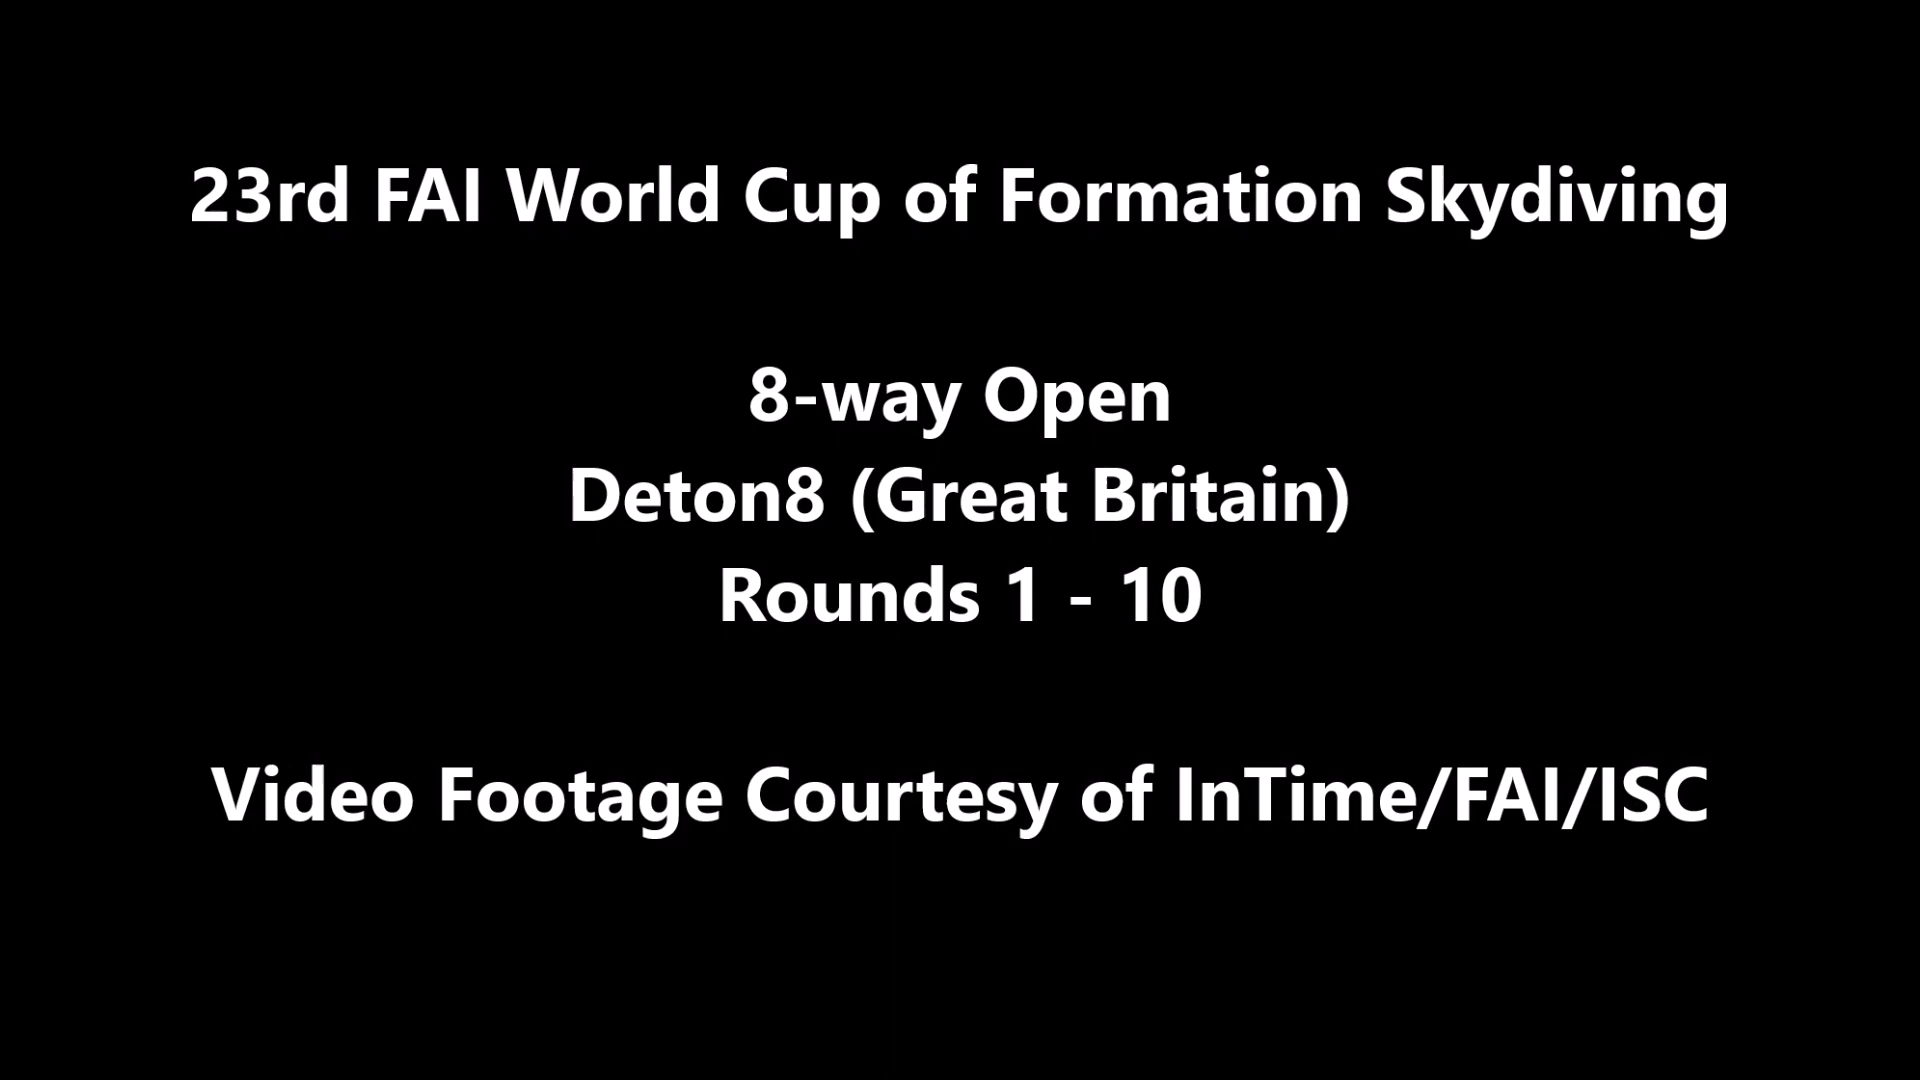 23rd FAI World Cup of Formation Skydiving
8-way Open
Deton8 (Great Britain)
Rounds 1 - 10
Video Footage Courtesy of InTime/FAI/ISC